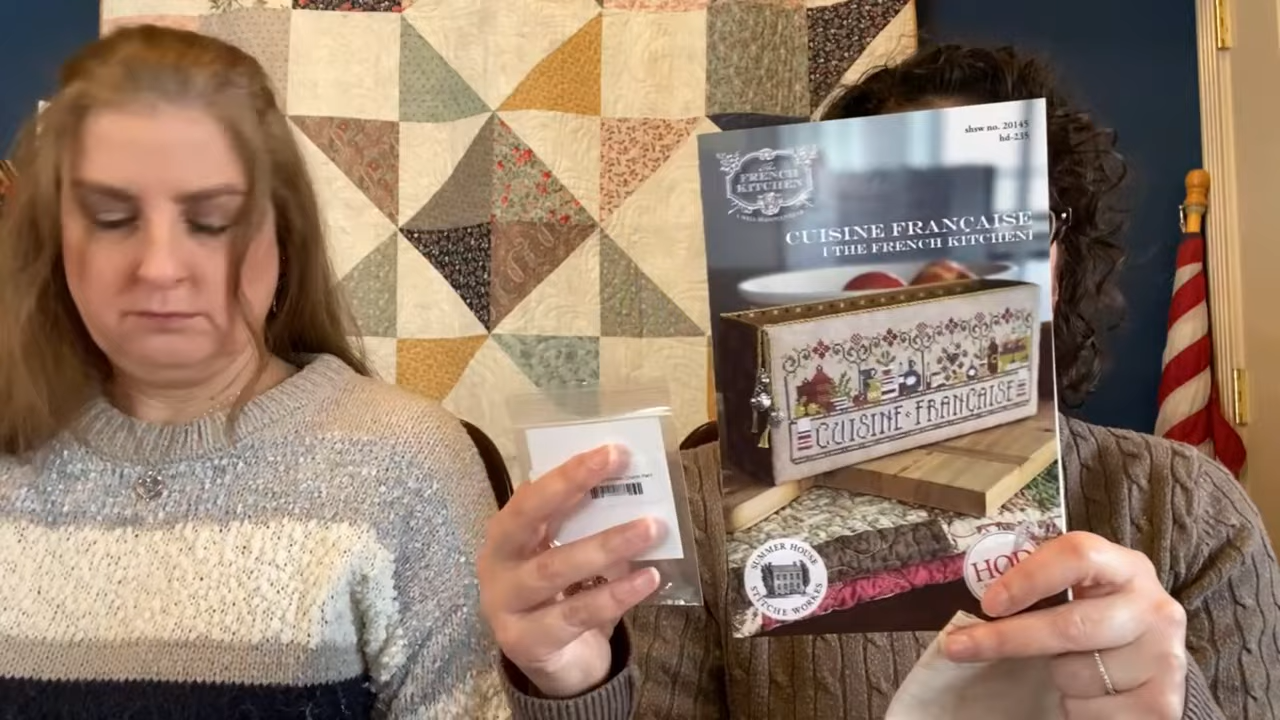 shsw no. 20145
hd-235
The
FRENCH
KITCHEN
CUISINE FRANÇAISE
[THE FRENCH KITCHEN]
CUISINE • FRANÇAISE
SUMMER HOUSE
STITCHE WORKES
HOD